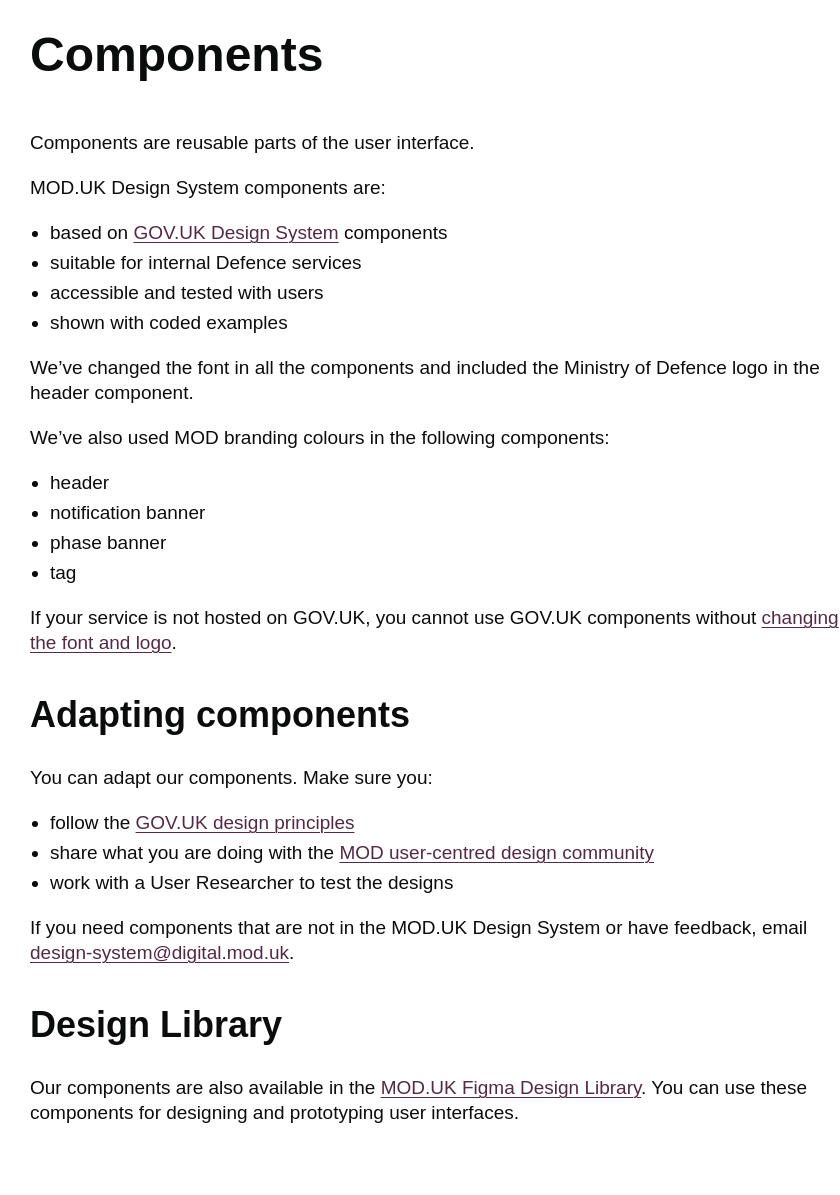 Components
Components are reusable parts of the user interface.
MOD.UK Design System components are:
• based on GOV.UK Design System components
• suitable for internal Defence services
• accessible and tested with users
• shown with coded examples
We’ve changed the font in all the components and included the Ministry of Defence logo in the
header component.
We’ve also used MOD branding colours in the following components:
• header
• notification banner
• phase banner
• tag
If your service is not hosted on GOV.UK, you cannot use GOV.UK components without changing
the font and logo.
Adapting components
You can adapt our components. Make sure you:
• follow the GOV.UK design principles
• share what you are doing with the MOD user-centred design community
• work with a User Researcher to test the designs
If you need components that are not in the MOD.UK Design System or have feedback, email
design-system@digital.mod.uk.
Design Library
Our components are also available in the MOD.UK Figma Design Library. You can use these
components for designing and prototyping user interfaces.